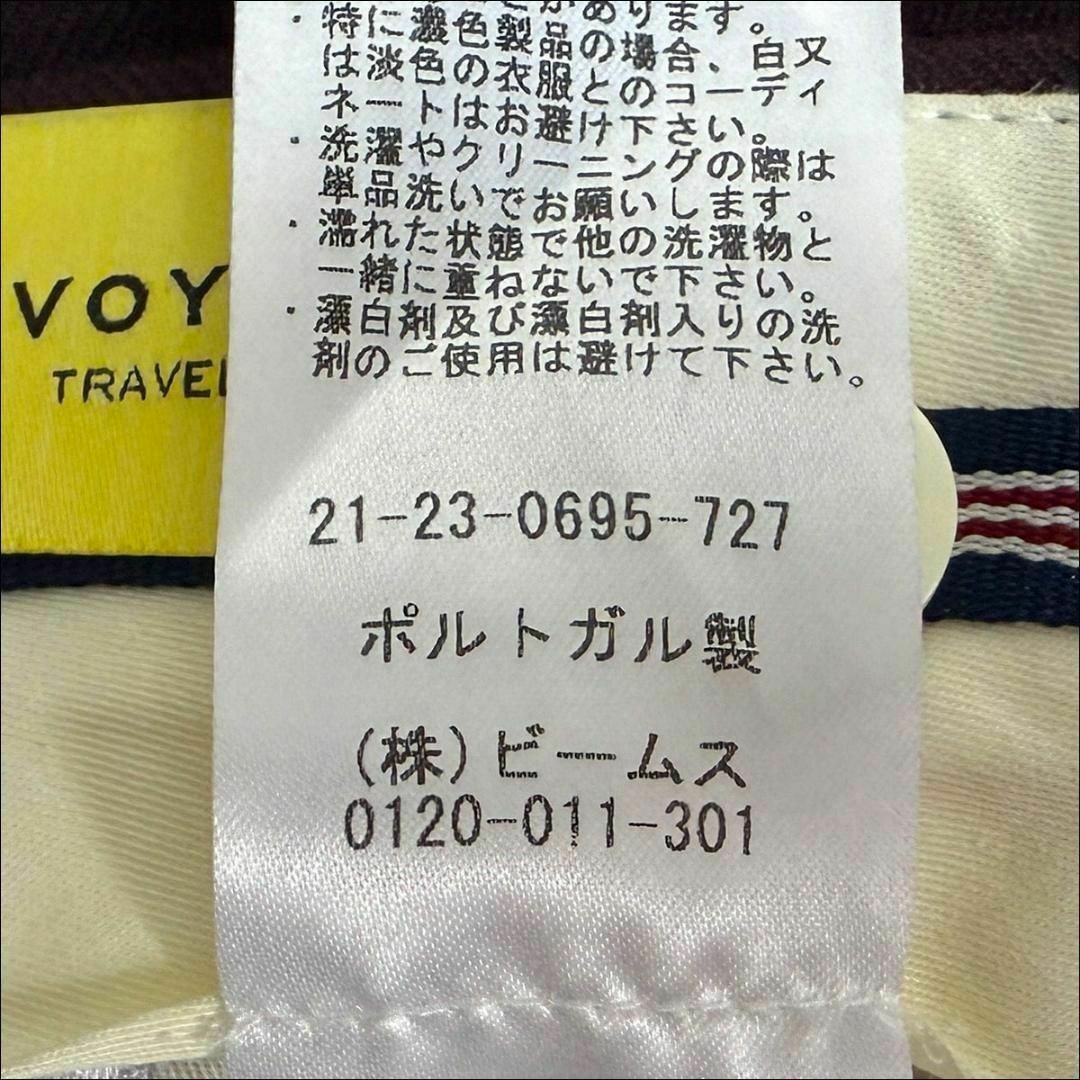 ・特に濃色製品の場合、白又
は淡色の衣服とのコーディ
ネートはお避け下さい。
・洗濯やクリーニングの際は
単品洗いでお願いします。
・濡れた状態で他の洗濯物と
一緒に重ねないで下さい。
・漂白剤及び漂白剤入りの洗
剤のご使用は避けて下さい。
VOY
TRAVEL
21-23-0695-727
ポルトガル製
(株)ビームス
0120-011-301